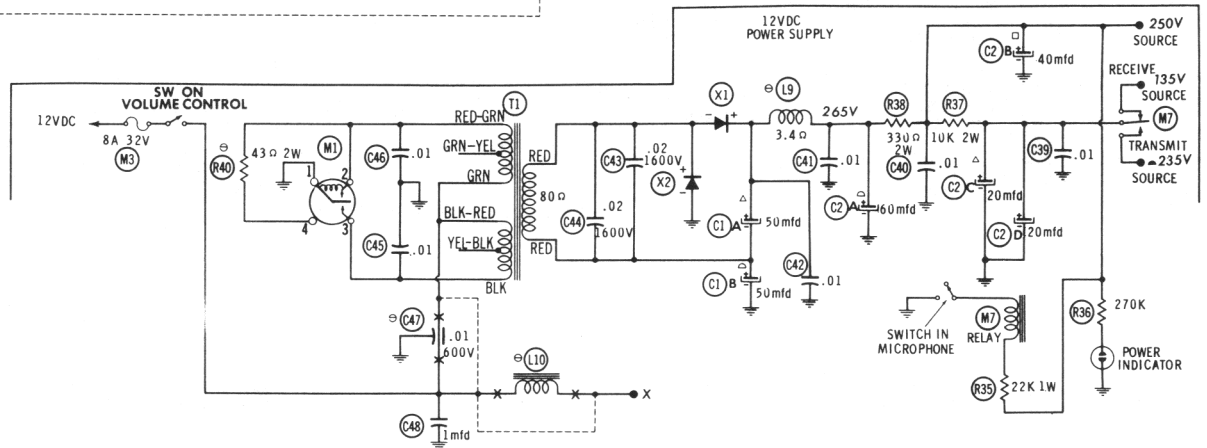 12VDC
POWER SUPPLY
250V
SOURCE
C2 B
40mfd
RECEIVE
135V
SOURCE
M7
TRANSMIT
235V
SOURCE
SW ON
VOLUME CONTROL
12VDC
8A 32V
M3
R40
43Ω 2W
M1
1
2
3
4
C46
.01
C45
.01
T1
RED-GRN
GRN-YEL
GRN
BLK-RED
YEL-BLK
BLK
RED
80Ω
RED
C43
.02
1600V
C44
.02
1600V
X1
- +
X2
+
-
L9
3.4Ω
265V
C1 A
50mfd
C1 B
50mfd
C42
.01
C41
.01
C2 A
60mfd
R38
330Ω
2W
C40
.01
R37
10K 2W
C2 C
20mfd
C2 D
20mfd
C39
.01
C47
.01
600V
L10
X
C48
1mfd
SWITCH IN
MICROPHONE
M7
RELAY
R35
22K 1W
R36
270K
POWER
INDICATOR